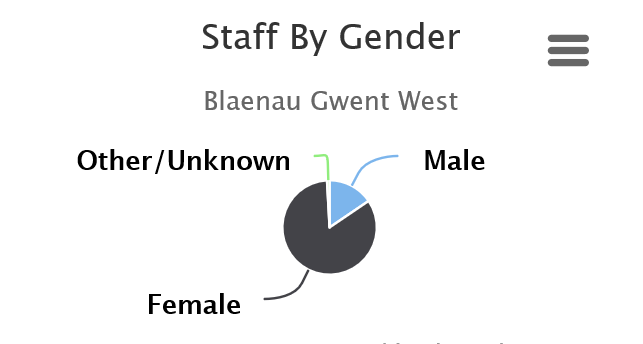 Staff By Gender
Blaenau Gwent West
Other/Unknown
Male
Female